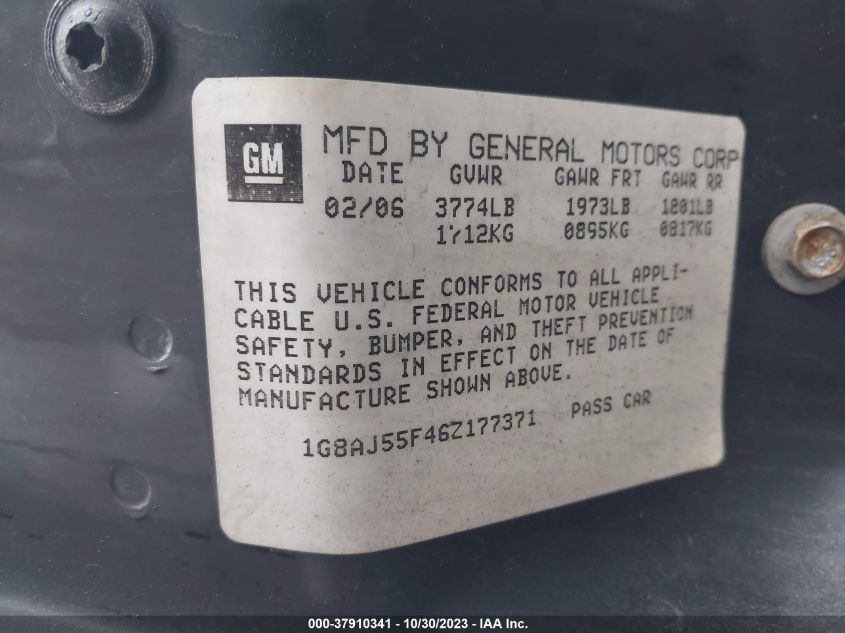 GM
MFD BY GENERAL MOTORS CORP
DATE GVWR GAWR FRT GAWR RR
02/06 3774LB 1973LB 1801LB
1712KG 0895KG 0817KG
THIS VEHICLE CONFORMS TO ALL APPLI-
CABLE U.S. FEDERAL MOTOR VEHICLE
SAFETY, BUMPER, AND THEFT PREVENTION
STANDARDS IN EFFECT ON THE DATE OF
MANUFACTURE SHOWN ABOVE.
1G8AJ55F46Z177371 PASS CAR
000-37910341 - 10/30/2023 - IAA Inc.